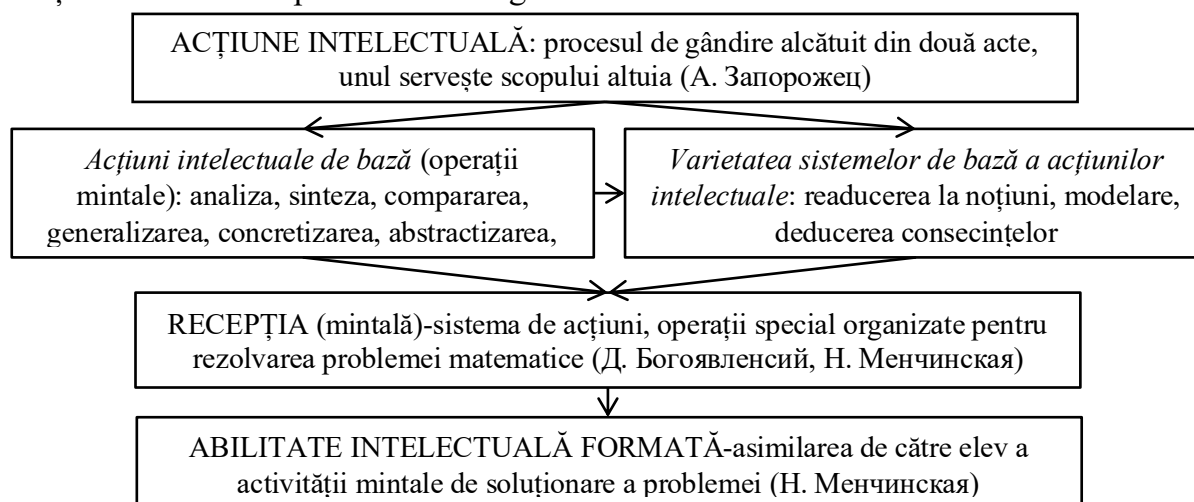 ACȚIUNE INTELECTUALĂ: procesul de gândire alcătuit din două acte,
unul servește scopului altuia (А. Запорожец)
Acțiuni intelectuale de bază (operații
mintale): analiza, sinteza, compararea,
generalizarea, concretizarea, abstractizarea,
Varietatea sistemelor de bază a acțiunilor
intelectuale: readucerea la noțiuni, modelare,
deducerea consecințelor
RECEPȚIA (mintală)-sistema de acțiuni, operații special organizate pentru
rezolvarea problemei matematice (Д. Богоявленсий, Н. Менчинская)
ABILITATE INTELECTUALĂ FORMATĂ-asimilarea de către elev a
activității mintale de soluționare a problemei (Н. Менчинская)